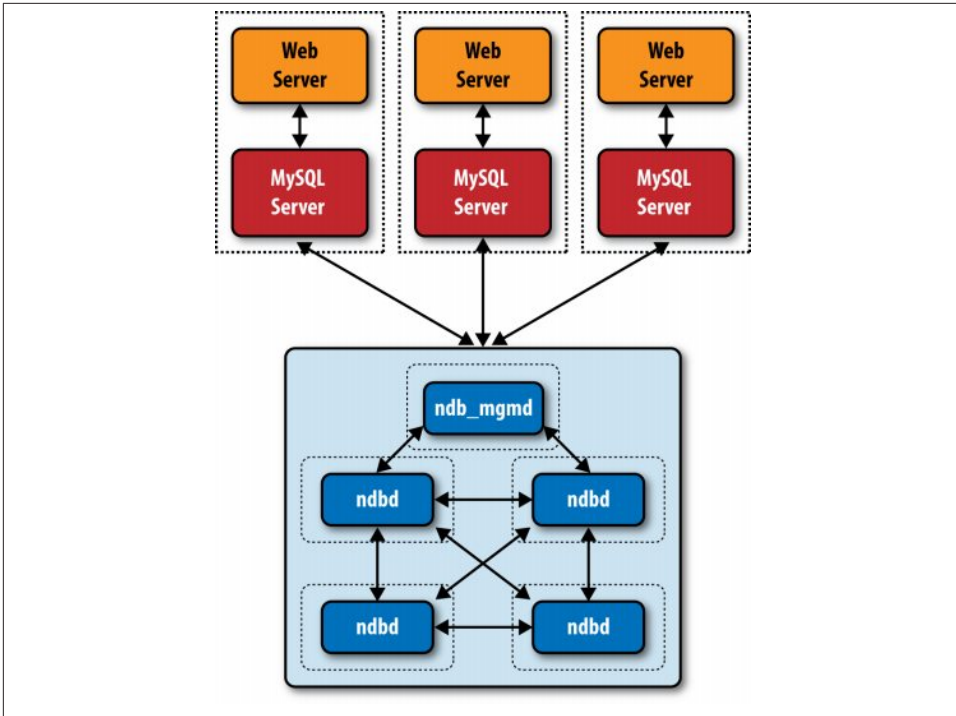 Web
Server
Web
Server
Web
Server
MySQL
Server
MySQL
Server
MySQL
Server
ndb_mgmd
ndbd
ndbd
ndbd
ndbd